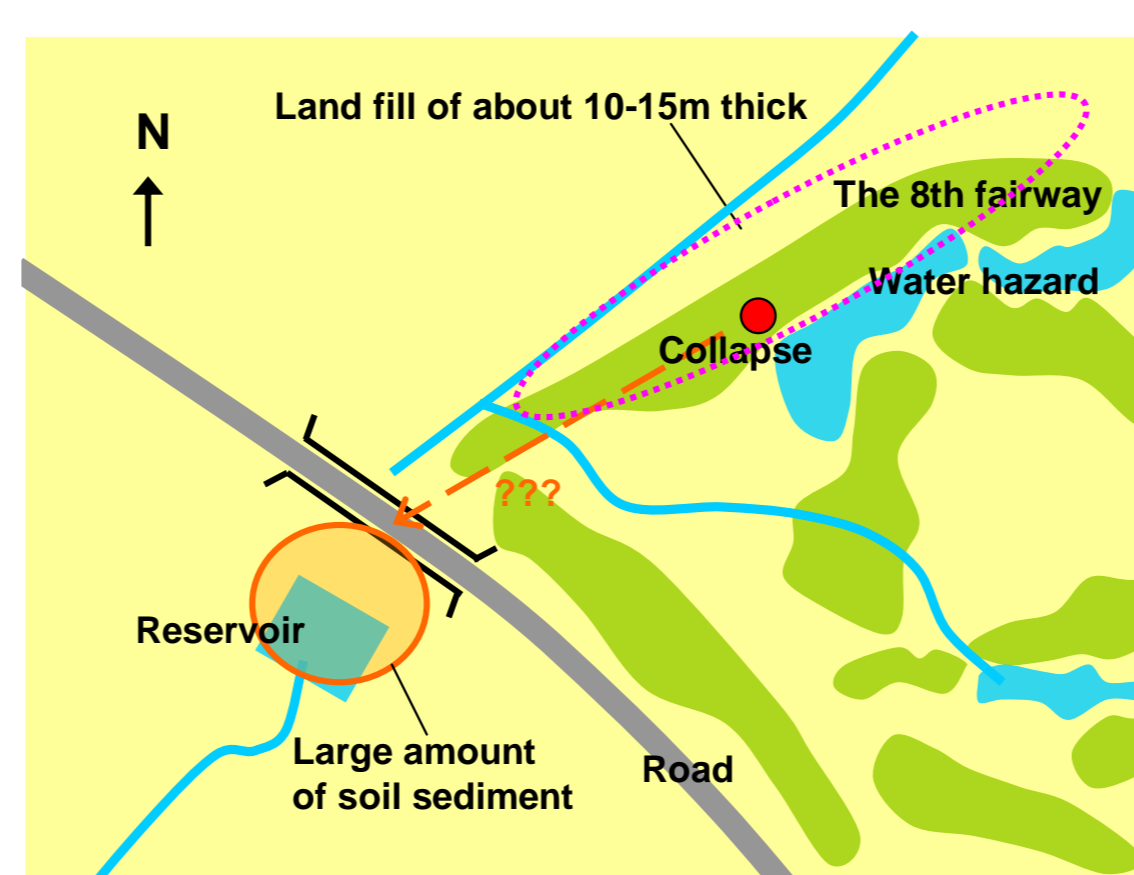 Land fill of about 10-15m thick
N
The 8th fairway
Water hazard
Collapse
???
Reservoir
Large amount
of soil sediment
Road